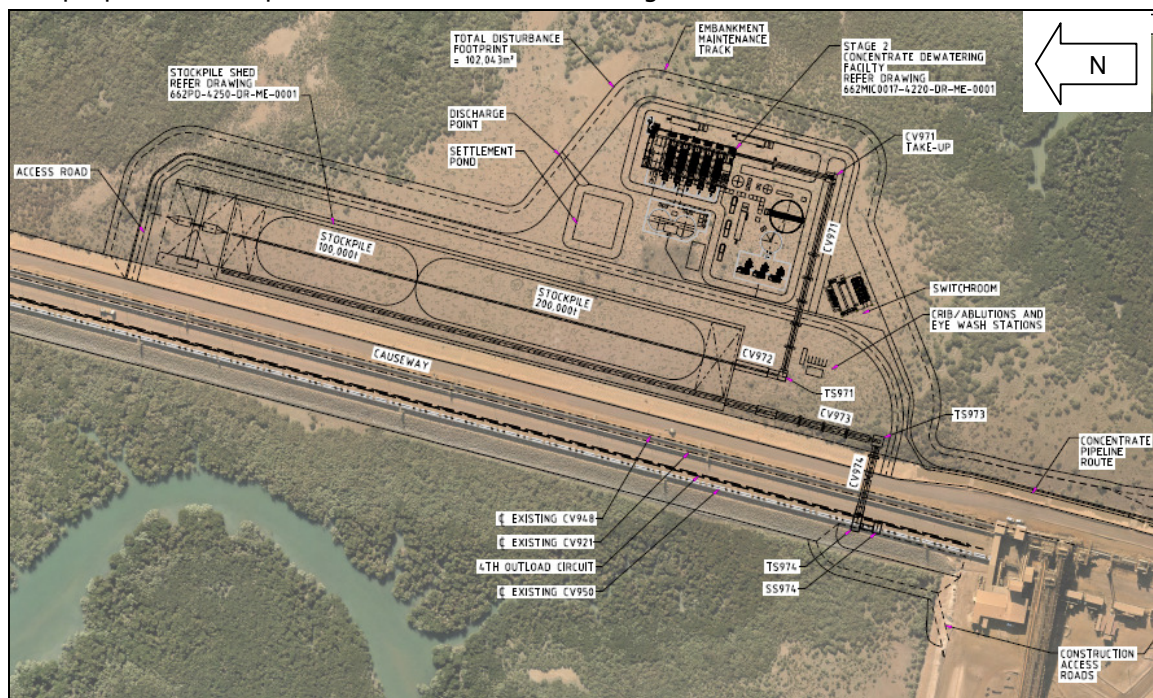 TOTAL DISTURBANCE
FOOTPRINT
= 102,043m²
EMBANKMENT
MAINTENANCE
TRACK
STAGE 2
CONCENTRATE DEWATERING
FACILTY
REFER DRAWING
662MIC0017-4220-DR-ME-0001
N
STOCKPILE SHED
REFER DRAWING
662PD-4250-DR-ME-0001
DISCHARGE
POINT
SETTLEMENT
POND
CV971
TAKE-UP
ACCESS ROAD
STOCKPILE
100,000t
STOCKPILE
200,000t
CV971
SWITCHROOM
CRIB/ABLUTIONS AND
EYE WASH STATIONS
CAUSEWAY
CV972
TS971
CV973
TS973
CONCENTRATE
PIPELINE
ROUTE
CV974
℄ EXISTING CV948
℄ EXISTING CV921
4TH OUTLOAD CIRCUIT
℄ EXISTING CV950
TS974
SS974
CONSTRUCTION
ACCESS
ROADS